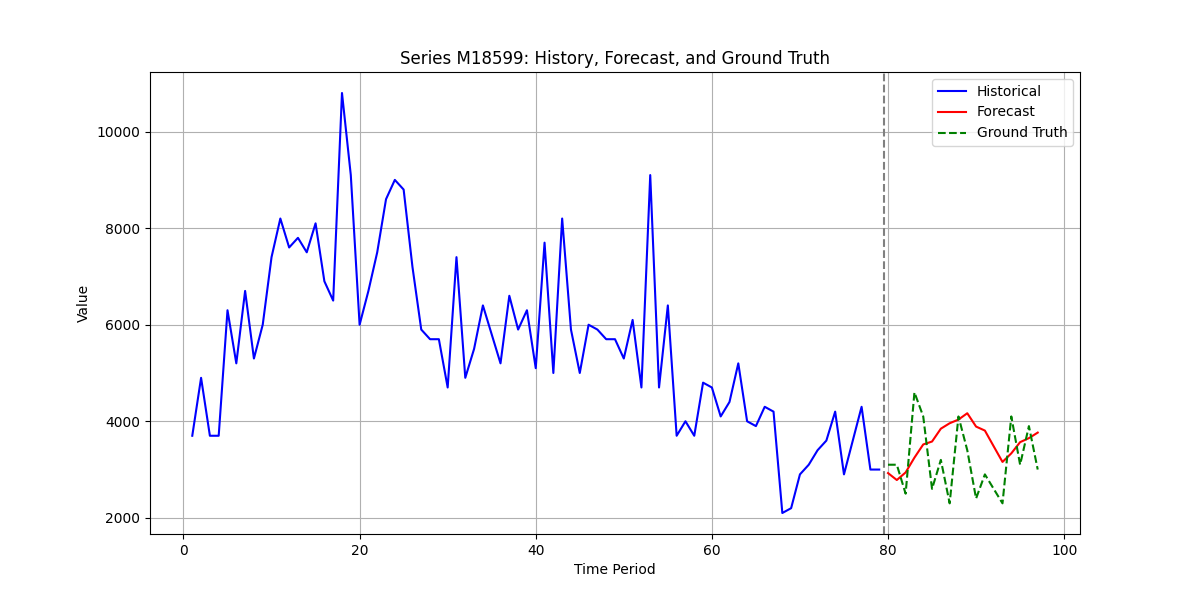 Series M18599: History, Forecast, and Ground Truth
Historical
Forecast
Ground Truth
10000
8000
6000
4000
2000
Value
0 20 40 60 80 100
Time Period